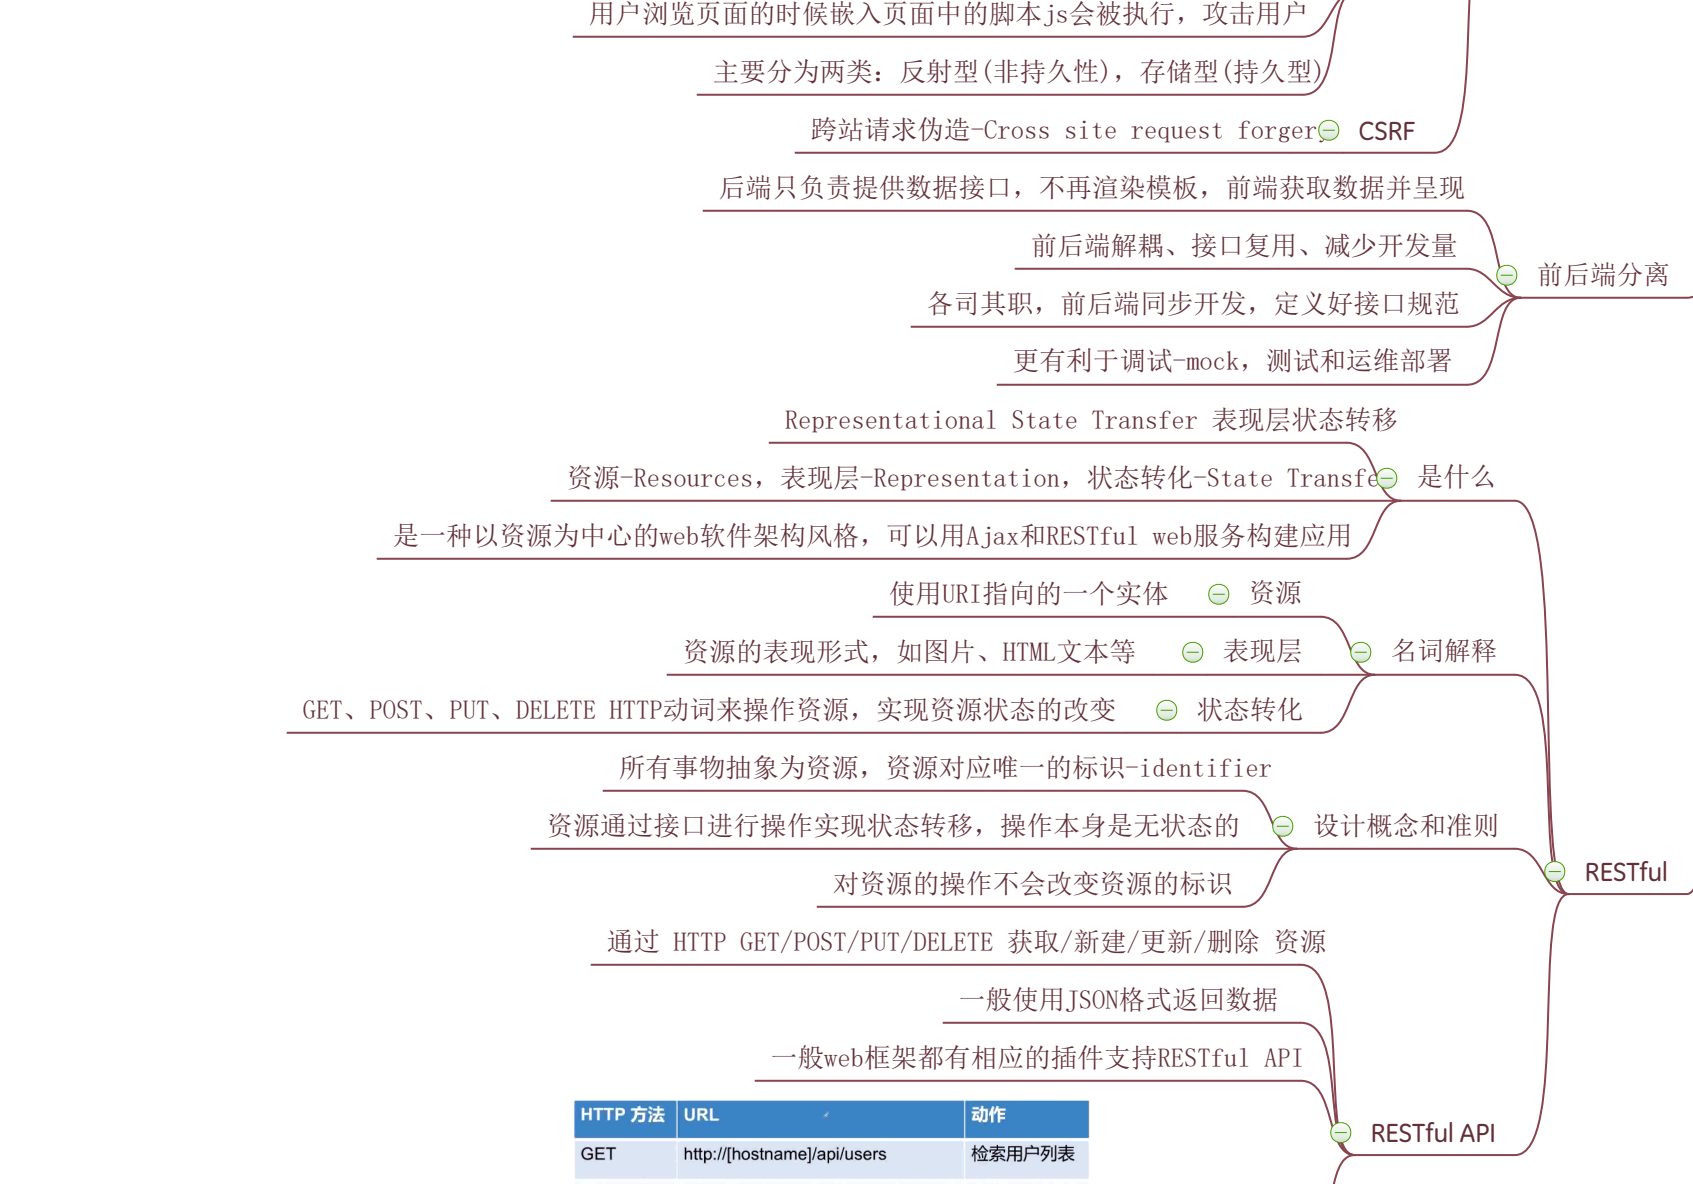 用户浏览页面的时候嵌入页面中的脚本js会被执行，攻击用户
主要分为两类：反射型(非持久性)，存储型(持久型)
跨站请求伪造-Cross site request forgery
CSRF
后端只负责提供数据接口，不再渲染模板，前端获取数据并呈现
前后端解耦、接口复用、减少开发量
前后端分离
各司其职，前后端同步开发，定义好接口规范
更有利于调试-mock，测试和运维部署
Representational State Transfer 表现层状态转移
资源-Resources，表现层-Representation，状态转化-State Transfe
是什么
是一种以资源为中心的web软件架构风格，可以用Ajax和RESTful web服务构建应用
使用URI指向的一个实体
资源
资源的表现形式，如图片、HTML文本等
表现层
名词解释
GET、POST、PUT、DELETE HTTP动词来操作资源，实现资源状态的改变
状态转化
所有事物抽象为资源，资源对应唯一的标识-identifier
资源通过接口进行操作实现状态转移，操作本身是无状态的
设计概念和准则
对资源的操作不会改变资源的标识
RESTful
通过 HTTP GET/POST/PUT/DELETE 获取/新建/更新/删除 资源
一般使用JSON格式返回数据
一般web框架都有相应的插件支持RESTful API
HTTP 方法 URL 动作
GET http://[hostname]/api/users 检索用户列表
RESTful API